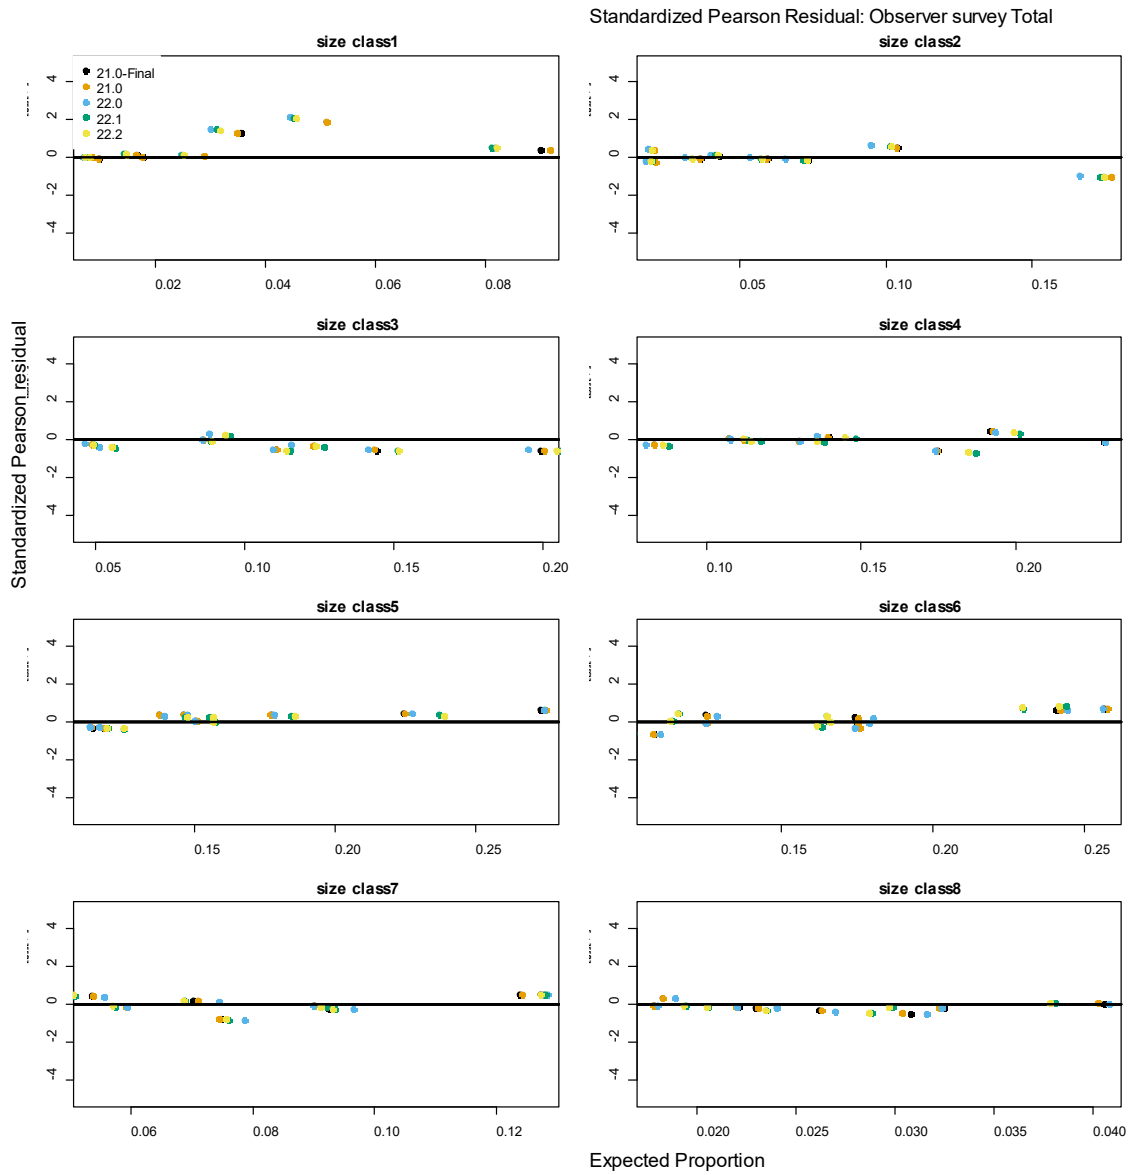 Standardized Pearson Residual: Observer survey Total
size class1
size class2
21.0-Final
21.0
22.0
22.1
22.2
4
2
0
-2
-4
0.02 0.04 0.06 0.08
4
2
0
-2
-4
0.05 0.10 0.15
size class3
size class4
Standardized Pearson residual
4
2
0
-2
-4
0.05 0.10 0.15 0.20
4
2
0
-2
-4
0.10 0.15 0.20
size class5
size class6
4
2
0
-2
-4
0.15 0.20 0.25
4
2
0
-2
-4
0.15 0.20 0.25
size class7
size class8
4
2
0
-2
-4
0.06 0.08 0.10 0.12
4
2
0
-2
-4
0.020 0.025 0.030 0.035 0.040
Expected Proportion